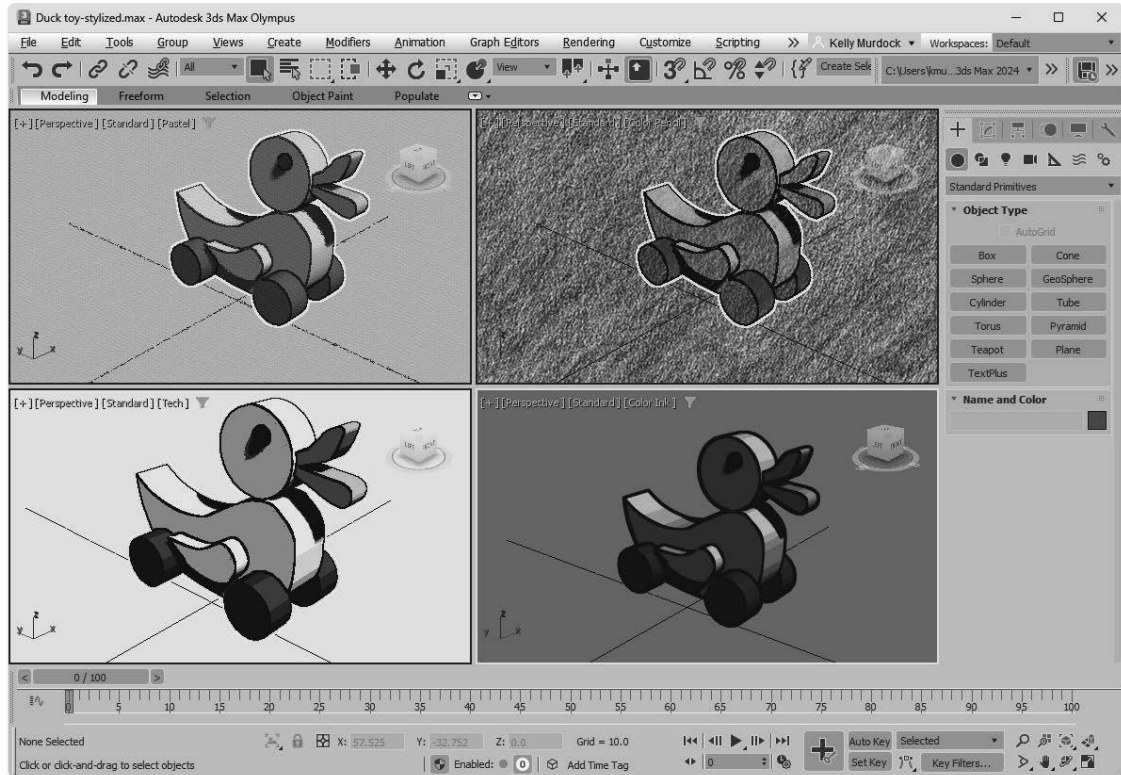 Duck toy-stylized.max - Autodesk 3ds Max Olympus
File Edit Tools Group Views Create Modifiers Animation Graph Editors Rendering Customize Scripting Kelly Murdock Workspaces: Default
All View Create Sele C:\Users\kmu...3ds Max 2024
Modeling Freeform Selection Object Paint Populate
[+] [Perspective] [Standard] [Pastel]
[+] [Perspective] [Standard] [Color Pencil]
Standard Primitives
Object Type
AutoGrid
Box Cone
Sphere GeoSphere
Cylinder Tube
Torus Pyramid
Teapot Plane
TextPlus
Name and Color
z
y x
[+] [Perspective] [Standard] [Tech]
[+] [Perspective] [Standard] [Color Ink]
z
y x
z
y x
< 0 / 100 >
0 5 10 15 20 25 30 35 40 45 50 55 60 65 70 75 80 85 90 95 100
None Selected X: 57.525 Y: -32.752 Z: 0.0 Grid = 10.0 Auto Key Selected
Click or click-and-drag to select objects Enabled: 0 Add Time Tag 0 Set Key Key Filters...